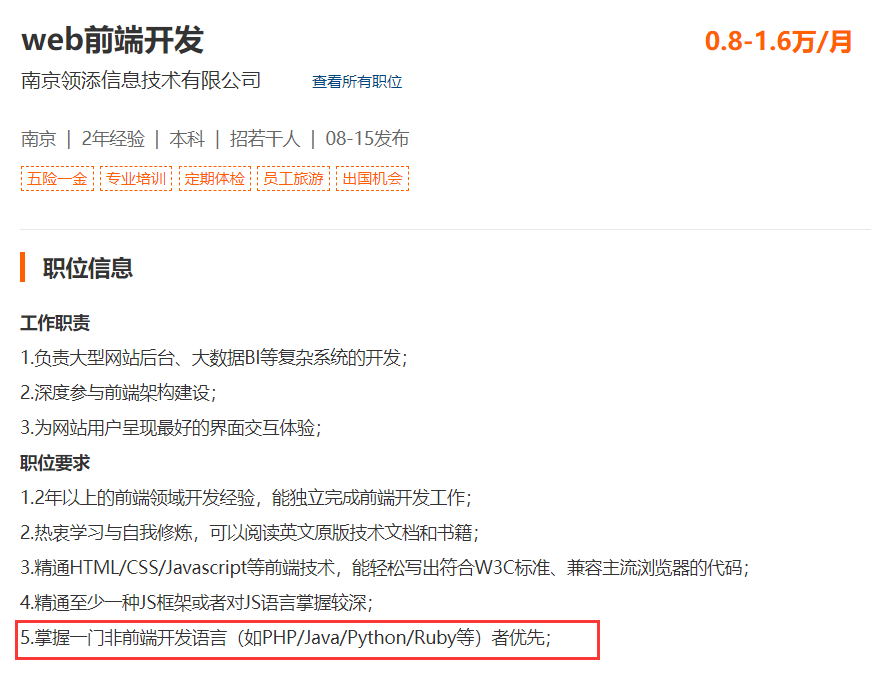 web前端开发
0.8-1.6万/月
南京领添信息技术有限公司 查看所有职位
南京 | 2年经验 | 本科 | 招若干人 | 08-15发布
五险一金 专业培训 定期体检 员工旅游 出国机会
职位信息
工作职责
1.负责大型网站后台、大数据BI等复杂系统的开发;
2.深度参与前端架构建设;
3.为网站用户呈现最好的界面交互体验;
职位要求
1.2年以上的前端领域开发经验，能独立完成前端开发工作;
2.热衷学习与自我修炼，可以阅读英文原版技术文档和书籍;
3.精通HTML/CSS/Javascript等前端技术，能轻松写出符合W3C标准、兼容主流浏览器的代码;
4.精通至少一种JS框架或者对JS语言掌握较深;
5.掌握一门非前端开发语言（如PHP/Java/Python/Ruby等）者优先;